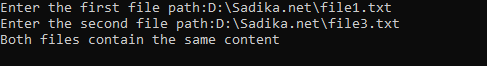 Enter the first file path:D:\Sadika.net\file1.txt
Enter the second file path:D:\Sadika.net\file3.txt
Both files contain the same content